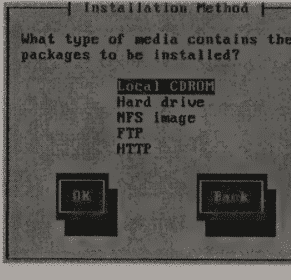 Installation Method
What type of media contains the
packages to be installed?
Local CDROM
Hard drive
NFS image
FTP
HTTP
OK
Back